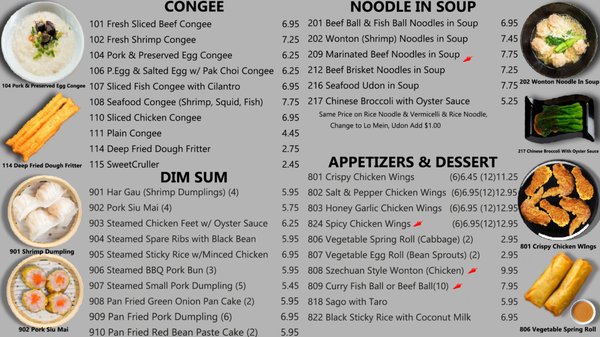 CONGEE
101 Fresh Sliced Beef Congee 6.95
102 Fresh Shrimp Congee 7.25
104 Pork & Preserved Egg Congee 6.25
106 P.Egg & Salted Egg w/ Pak Choi Congee 6.25
107 Sliced Fish Congee with Cilantro 6.95
108 Seafood Congee (Shrimp, Squid, Fish) 7.75
110 Sliced Chicken Congee 6.95
111 Plain Congee 4.45
114 Deep Fried Dough Fritter 2.75
115 SweetCruller 2.45
104 Pork & Preserved Egg Congee
114 Deep Fried Dough Fritter
DIM SUM
901 Har Gau (Shrimp Dumplings) (4) 5.95
902 Pork Siu Mai (4) 5.75
903 Steamed Chicken Feet w/ Oyster Sauce 6.25
904 Steamed Spare Ribs with Black Bean 5.95
905 Steamed Sticky Rice w/Minced Chicken 6.95
906 Steamed BBQ Pork Bun (3) 5.95
907 Steamed Small Pork Dumpling (5) 5.45
908 Pan Fried Green Onion Pan Cake (2) 5.95
909 Pan Fried Pork Dumpling (6) 6.95
910 Pan Fried Red Bean Paste Cake (2) 5.95
901 Shrimp Dumpling
902 Pork Siu Mai
NOODLE IN SOUP
201 Beef Ball & Fish Ball Noodles in Soup 6.95
202 Wonton (Shrimp) Noodles in Soup 7.45
209 Marinated Beef Noodles in Soup 7.75
212 Beef Brisket Noodles in Soup 7.25
216 Seafood Udon in Soup 7.75
217 Chinese Broccoli with Oyster Sauce 5.25
Same Price on Rice Noodle & Vermicelli & Rice Noodle,
Change to Lo Mein, Udon Add $1.00
202 Wonton Noodle In Soup
217 Chinese Broccoli With Oyster Sauce
APPETIZERS & DESSERT
801 Crispy Chicken Wings (6)6.45 (12)11.25
802 Salt & Pepper Chicken Wings (6)6.95(12)12.95
803 Honey Garlic Chicken Wings (6)6.95(12)12.95
824 Spicy Chicken Wings (6)6.95(12)12.95
806 Vegetable Spring Roll (Cabbage) (2) 2.95
807 Vegetable Egg Roll (Bean Sprouts) (2) 2.95
808 Szechuan Style Wonton (Chicken) 9.95
809 Curry Fish Ball or Beef Ball(10) 7.95
818 Sago with Taro 5.95
822 Black Sticky Rice with Coconut Milk 6.95
801 Crispy Chicken Wings
806 Vegetable Spring Roll